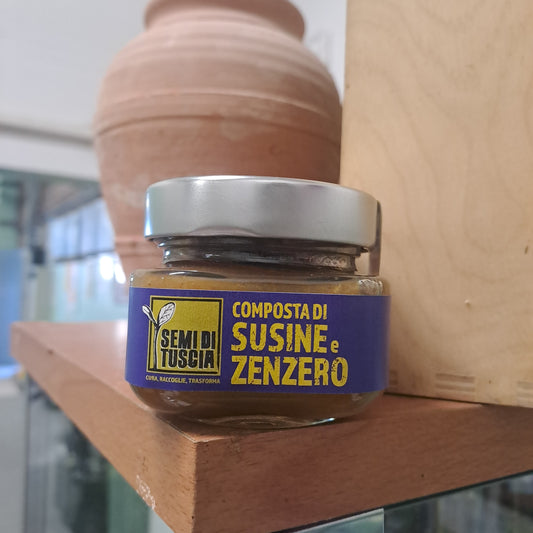 SEMI DI
TUSCIA
CURA, RACCOGLIE, TRASFORMA
COMPOSTA DI
SUSINE e
ZENZERO